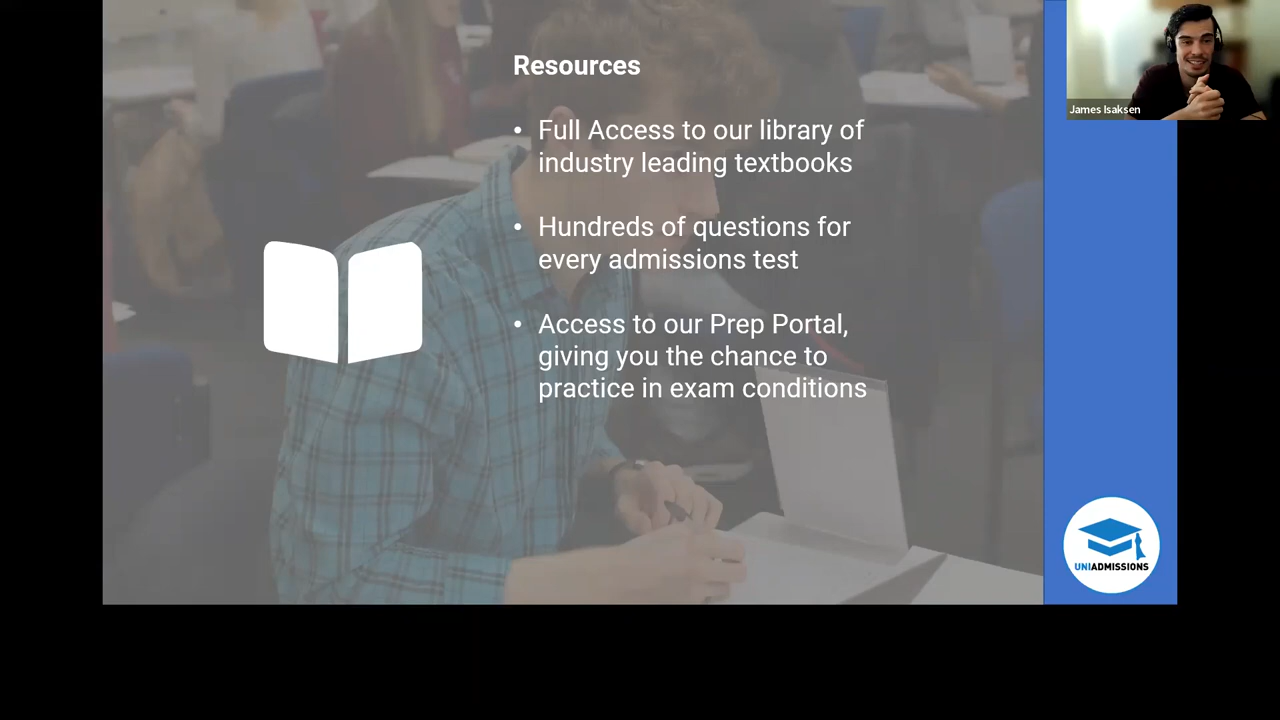 Resources
• Full Access to our library of
industry leading textbooks
• Hundreds of questions for
every admissions test
• Access to our Prep Portal,
giving you the chance to
practice in exam conditions
James Isaksen
UNIADMISSIONS